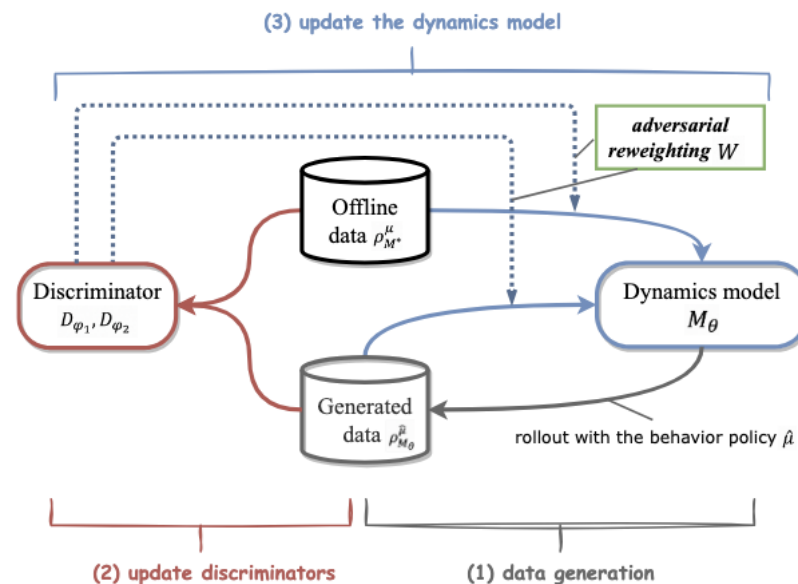 (3) update the dynamics model
adversarial
reweighting W
Offline
data ρ^μ_{M*}
Discriminator
D_{φ₁}, D_{φ₂}
Dynamics model
M_θ
Generated
data ρ^{μ̂}_{M_θ}
rollout with the behavior policy μ̂
(2) update discriminators
(1) data generation